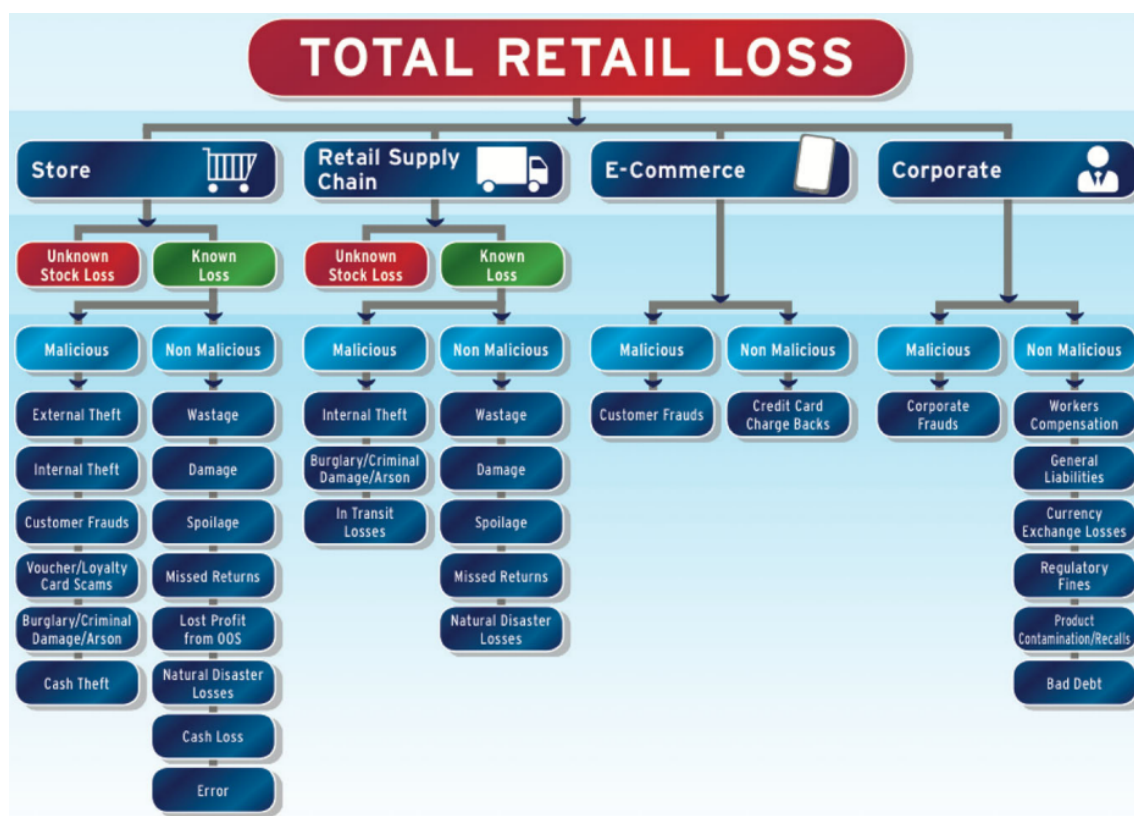 TOTAL RETAIL LOSS
Store
Retail Supply
Chain
E-Commerce
Corporate
Unknown
Stock Loss
Known
Loss
Unknown
Stock Loss
Known
Loss
Malicious
Non Malicious
Malicious
Non Malicious
Malicious
Non Malicious
Malicious
Non Malicious
External Theft
Internal Theft
Customer Frauds
Voucher/Loyalty
Card Scams
Burglary/Criminal
Damage/Arson
Cash Theft
Wastage
Damage
Spoilage
Missed Returns
Lost Profit
from OOS
Natural Disaster
Losses
Cash Loss
Error
Internal Theft
Burglary/Criminal
Damage/Arson
In Transit
Losses
Wastage
Damage
Spoilage
Missed Returns
Natural Disaster
Losses
Customer Frauds
Credit Card
Charge Backs
Corporate
Frauds
Workers
Compensation
General
Liabilities
Currency
Exchange Losses
Regulatory
Fines
Product
Contamination/Recalls
Bad Debt